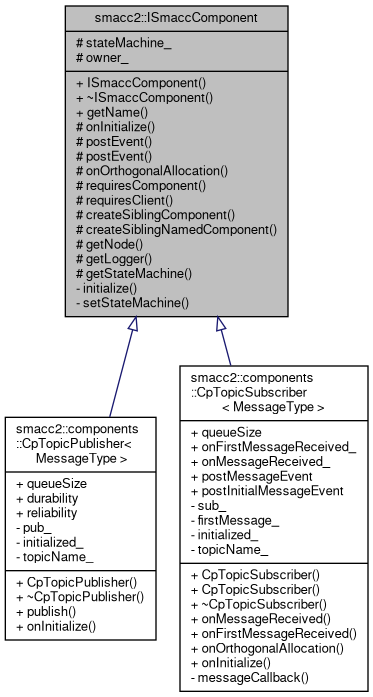 smacc2::ISmaccComponent
# stateMachine_
# owner_
+ ISmaccComponent()
+ ~ISmaccComponent()
+ getName()
# onInitialize()
# postEvent()
# postEvent()
# onOrthogonalAllocation()
# requiresComponent()
# requiresClient()
# createSiblingComponent()
# createSiblingNamedComponent()
# getNode()
# getLogger()
# getStateMachine()
- initialize()
- setStateMachine()
smacc2::components
::CpTopicPublisher<
MessageType >
+ queueSize
+ durability
+ reliability
- pub_
- initialized_
- topicName_
+ CpTopicPublisher()
+ ~CpTopicPublisher()
+ publish()
+ onInitialize()
smacc2::components
::CpTopicSubscriber
< MessageType >
+ queueSize
+ onFirstMessageReceived_
+ onMessageReceived_
+ postMessageEvent
+ postInitialMessageEvent
- sub_
- firstMessage_
- initialized_
- topicName_
+ CpTopicSubscriber()
+ CpTopicSubscriber()
+ ~CpTopicSubscriber()
+ onMessageReceived()
+ onFirstMessageReceived()
+ onOrthogonalAllocation()
+ onInitialize()
- messageCallback()